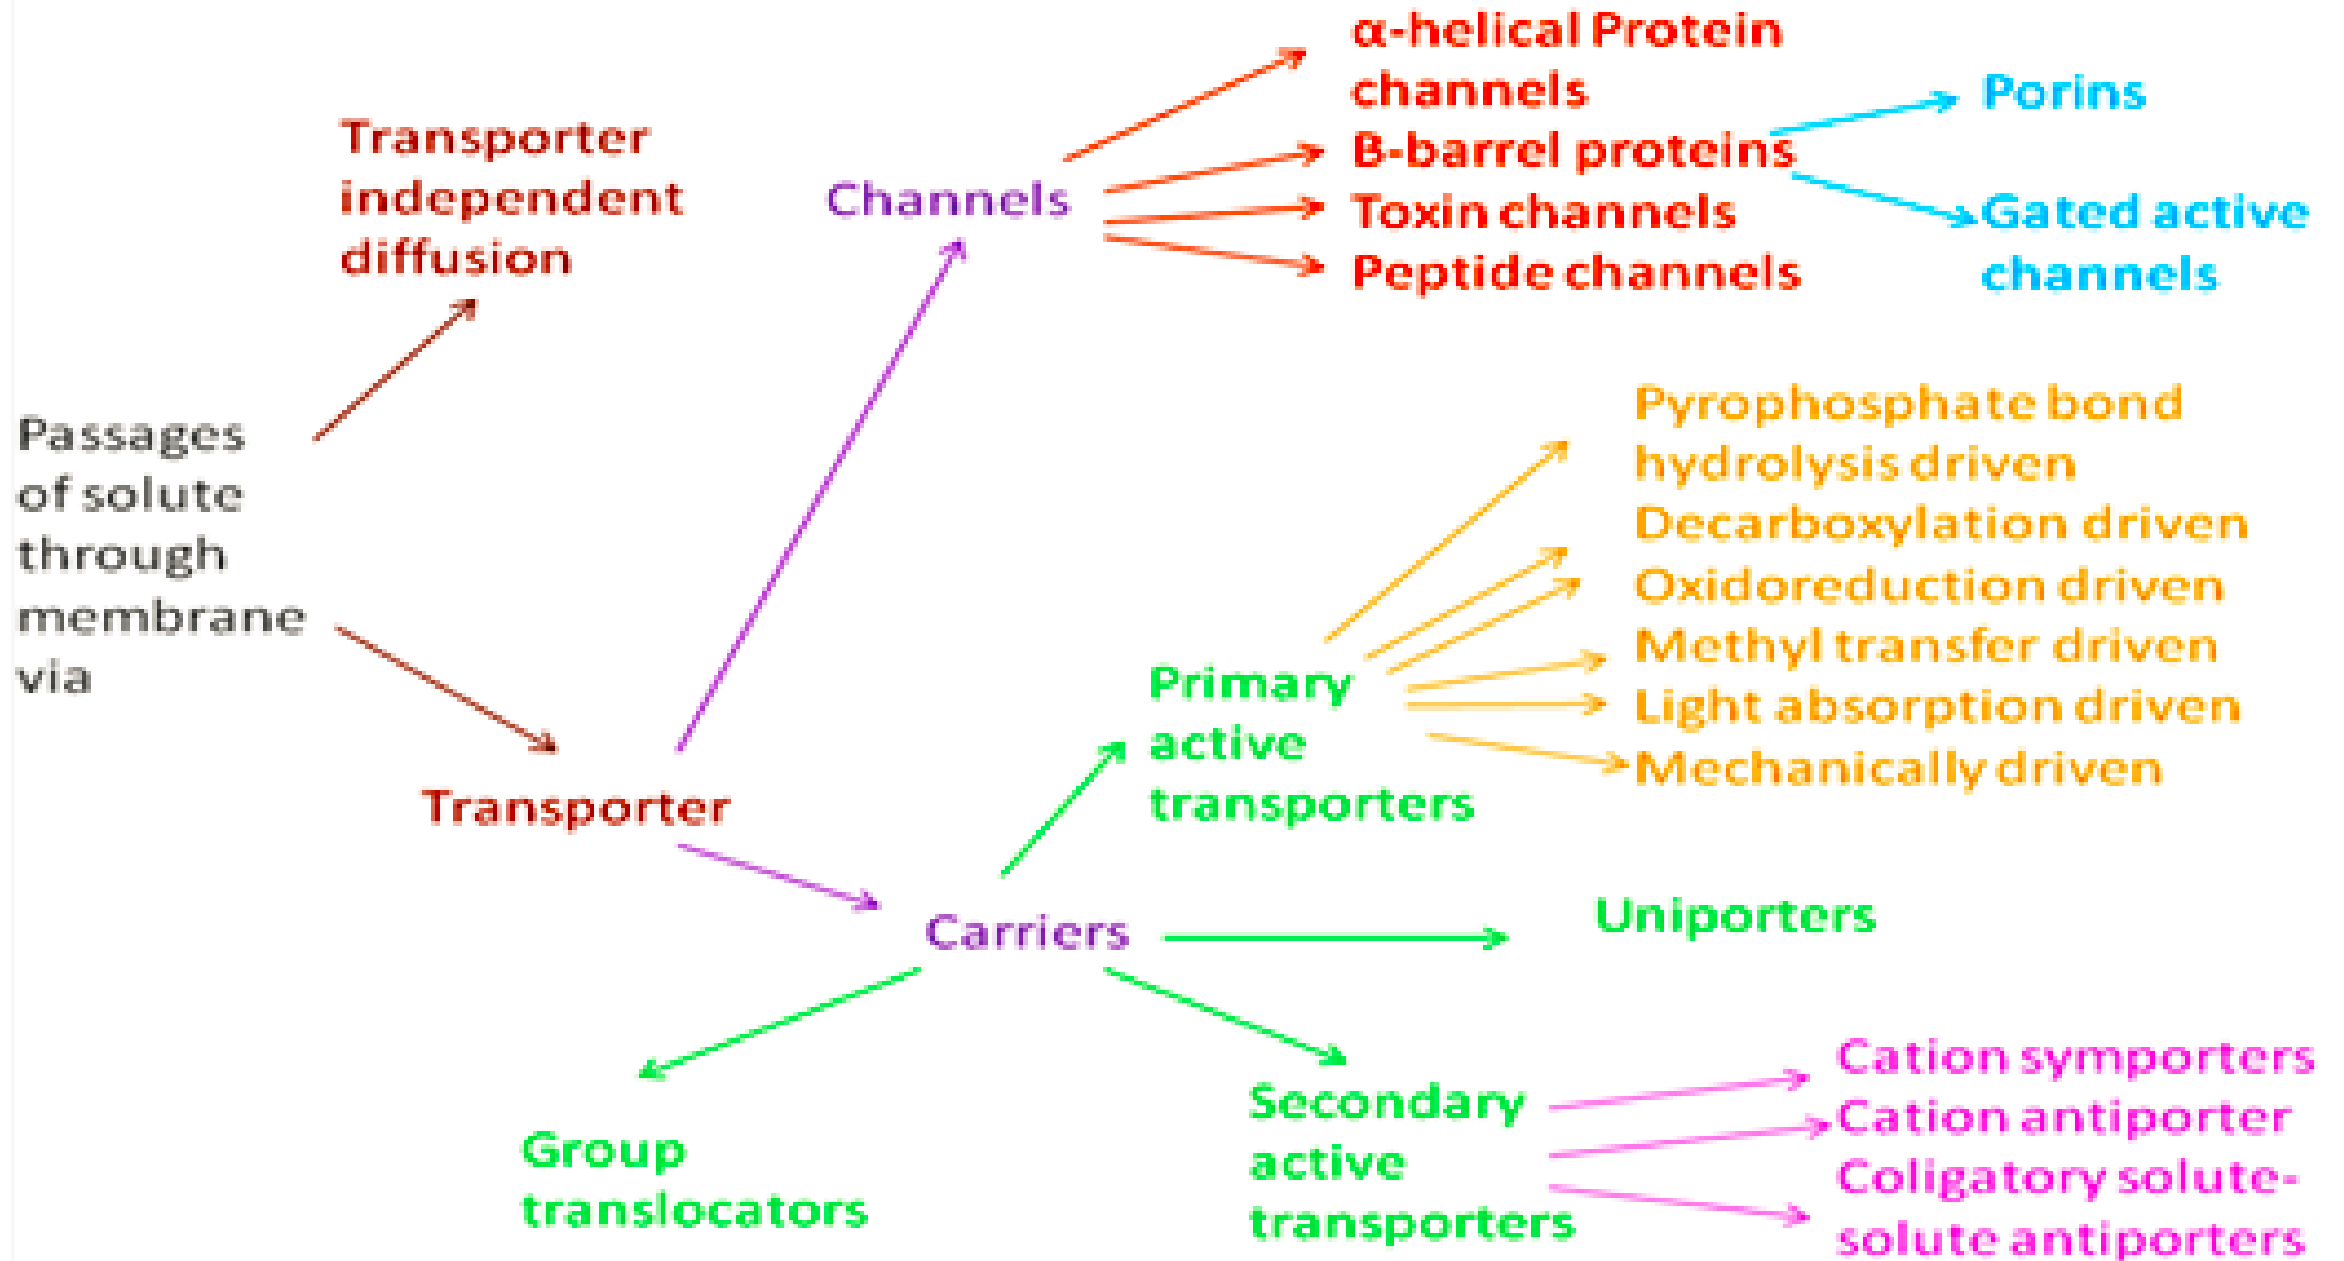 Passages
of solute
through
membrane
via
Transporter
independent
diffusion
Transporter
Channels
α-helical Protein
channels
B-barrel proteins
Toxin channels
Peptide channels
Porins
Gated active
channels
Carriers
Primary
active
transporters
Pyrophosphate bond
hydrolysis driven
Decarboxylation driven
Oxidoreduction driven
Methyl transfer driven
Light absorption driven
Mechanically driven
Uniporters
Secondary
active
transporters
Cation symporters
Cation antiporter
Coligatory solute-
solute antiporters
Group
translocators